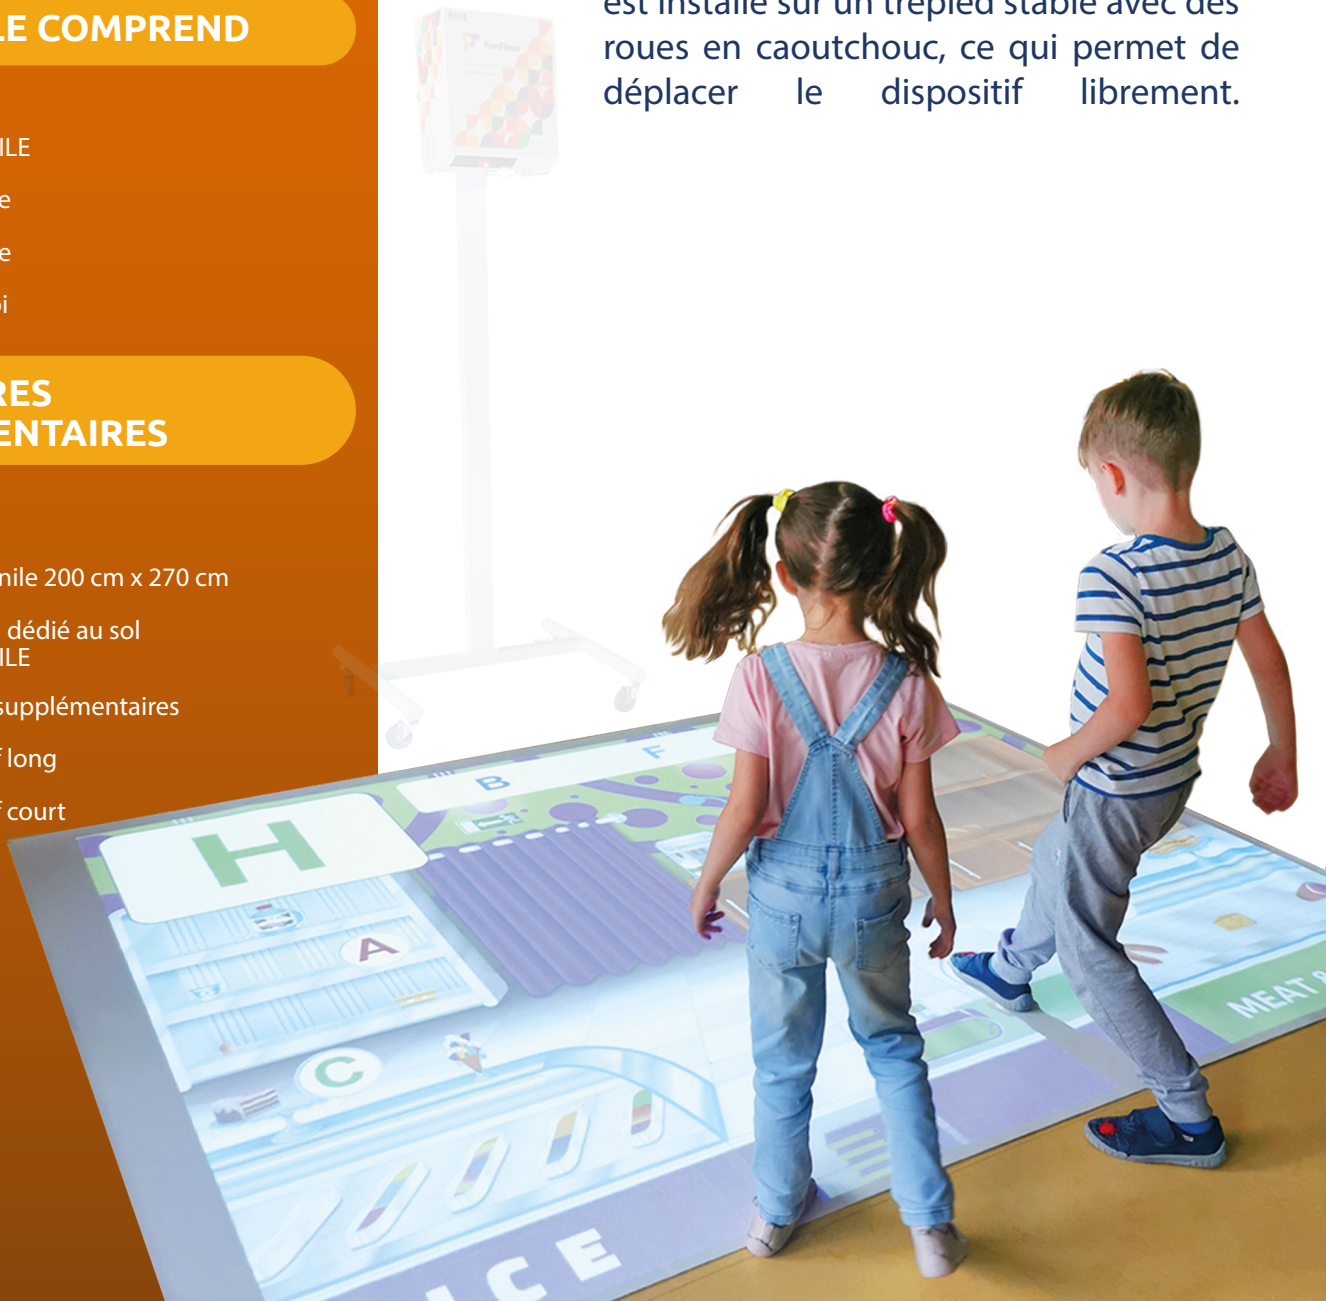 LE COMPREND
ILE
e
e
oi
RES
ENTAIRES
nile 200 cm x 270 cm
dédié au sol
ILE
supplémentaires
long
court
est installé sur un trépied stable avec des
roues en caoutchouc, ce qui permet de
déplacer le dispositif librement.
FunFloor
H
B
F
A
C
MEAT &
ICE